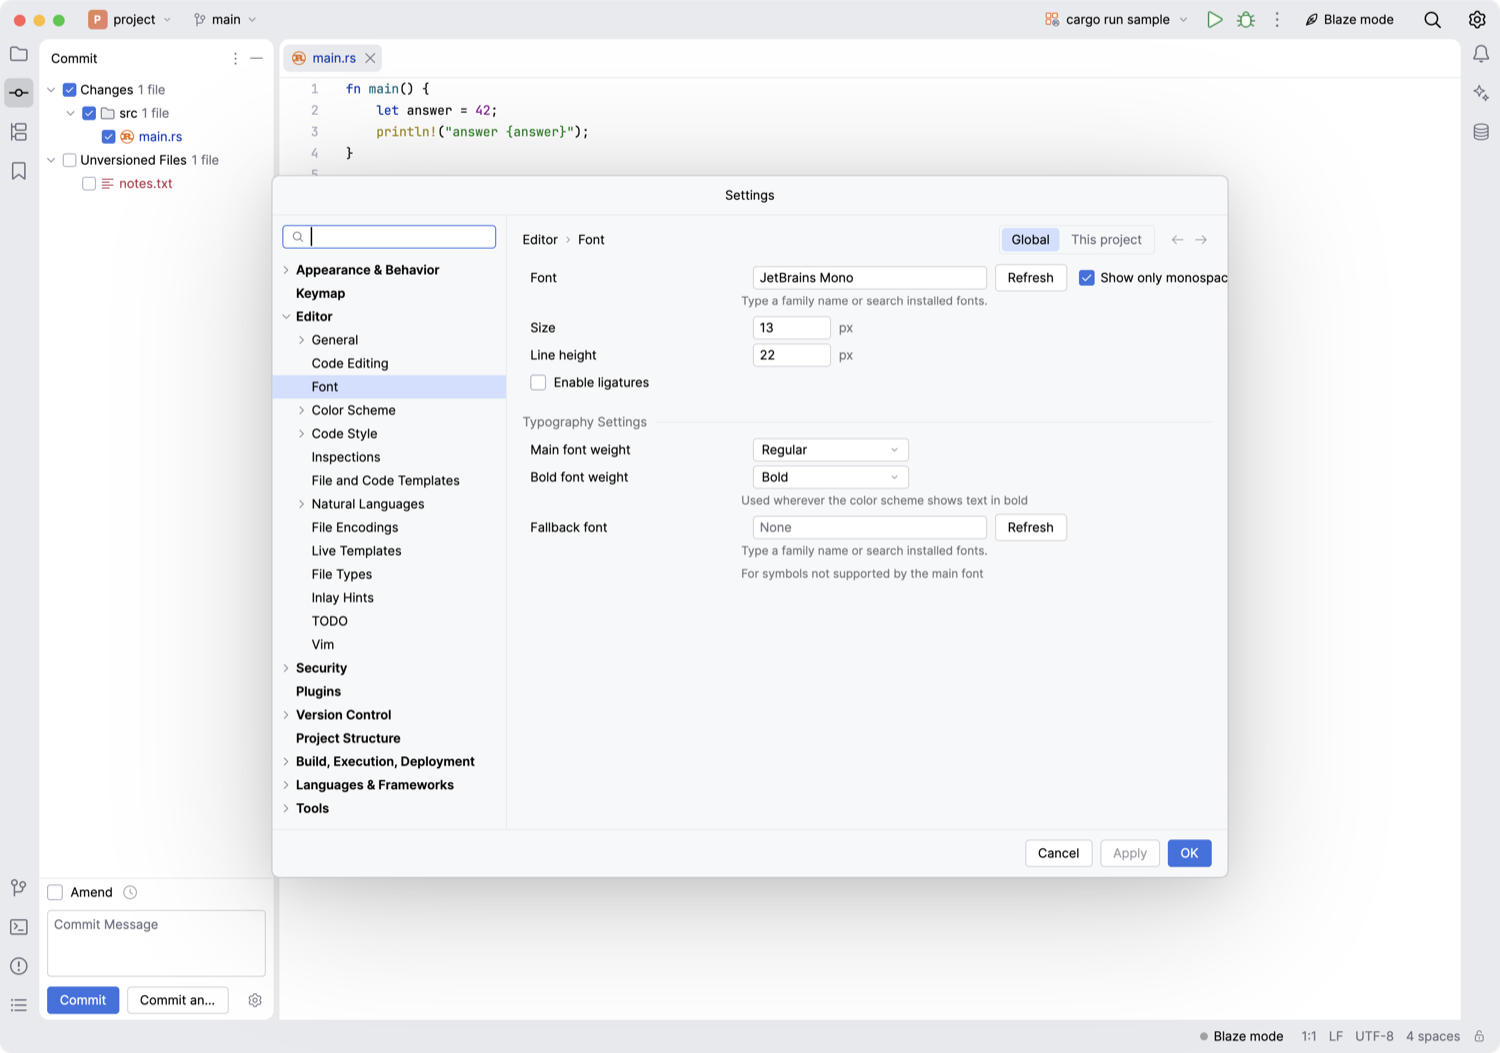 P project main cargo run sample Blaze mode
Commit
main.rs
Changes 1 file
src 1 file
main.rs
Unversioned Files 1 file
notes.txt
1 fn main() {
2 let answer = 42;
3 println!("answer {answer}");
4 }
5
Settings
Appearance & Behavior
Keymap
Editor
General
Code Editing
Font
Color Scheme
Code Style
Inspections
File and Code Templates
Natural Languages
File Encodings
Live Templates
File Types
Inlay Hints
TODO
Vim
Security
Plugins
Version Control
Project Structure
Build, Execution, Deployment
Languages & Frameworks
Tools
Editor › Font Global This project
Font JetBrains Mono Refresh Show only monospac
Type a family name or search installed fonts.
Size 13 px
Line height 22 px
Enable ligatures
Typography Settings
Main font weight Regular
Bold font weight Bold
Used wherever the color scheme shows text in bold
Fallback font None Refresh
Type a family name or search installed fonts.
For symbols not supported by the main font
Cancel Apply OK
Amend
Commit Message
Commit Commit an...
Blaze mode 1:1 LF UTF-8 4 spaces